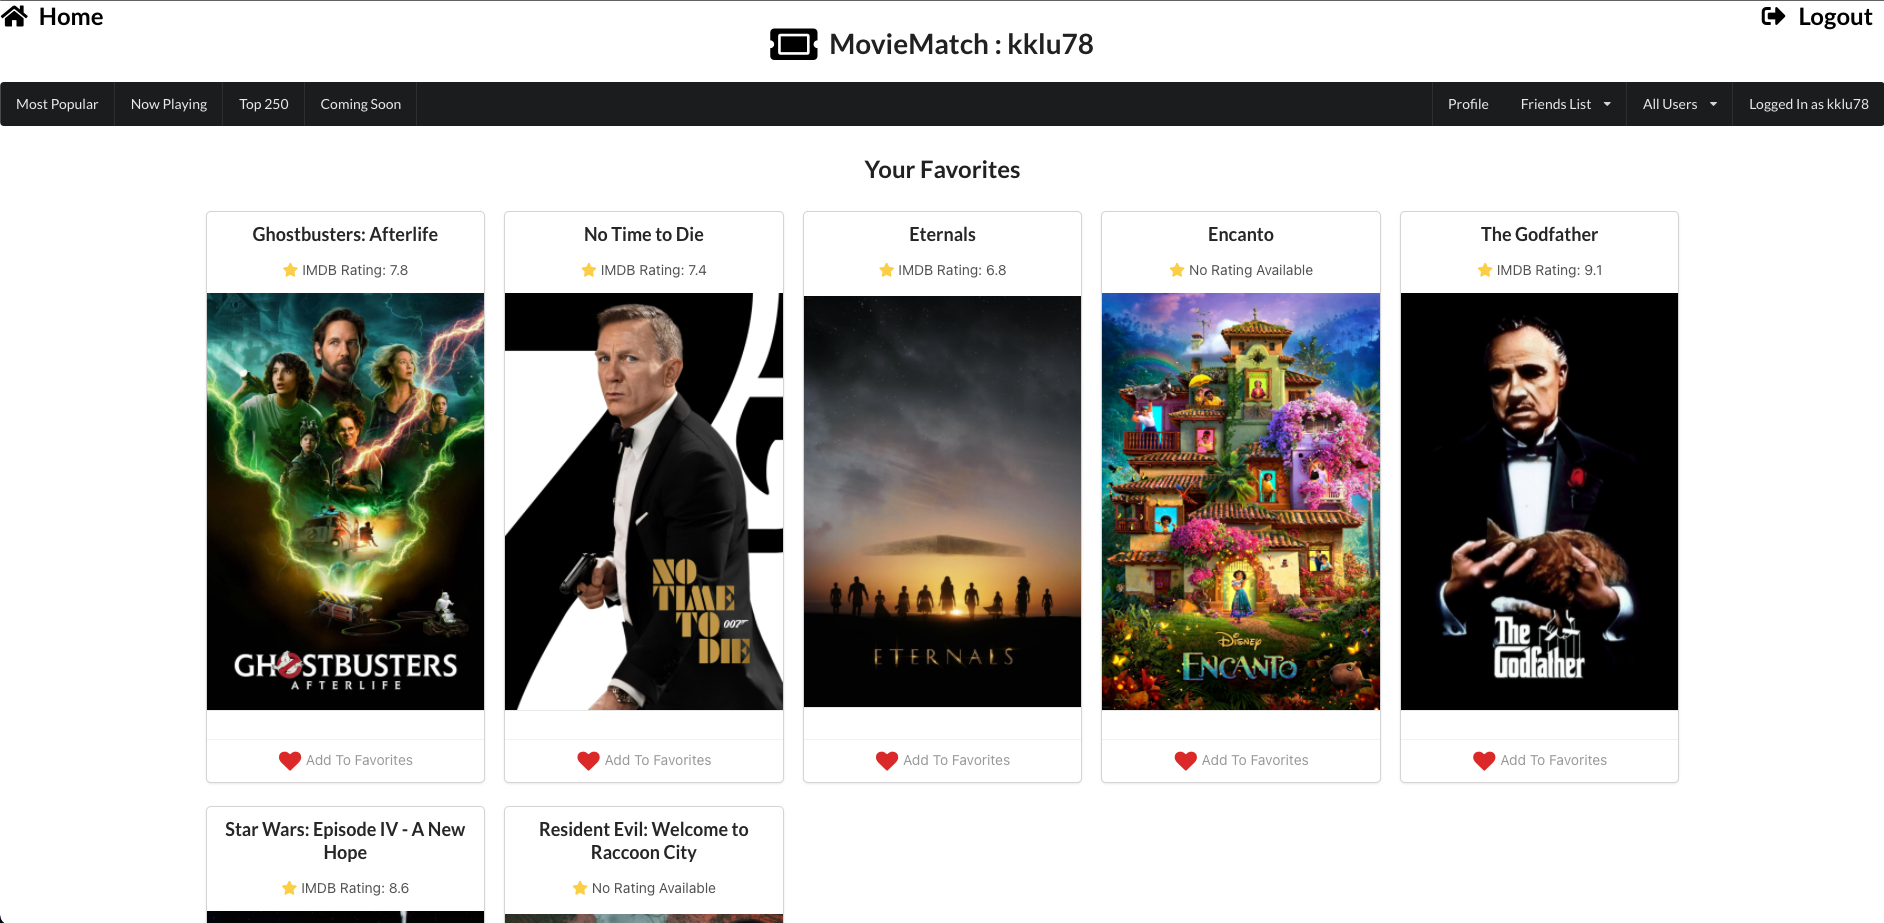 Home
Logout
MovieMatch : kklu78
Most Popular Now Playing Top 250 Coming Soon Profile Friends List All Users Logged In as kklu78
Your Favorites
Ghostbusters: Afterlife
IMDB Rating: 7.8
GHOSTBUSTERS
AFTERLIFE
Add To Favorites
No Time to Die
IMDB Rating: 7.4
NO
TIME
TO 007
DIE
Add To Favorites
Eternals
IMDB Rating: 6.8
ETERNALS
Add To Favorites
Encanto
No Rating Available
Disney
ENCANTO
Add To Favorites
The Godfather
IMDB Rating: 9.1
The
Godfather
Add To Favorites
Star Wars: Episode IV - A New
Hope
IMDB Rating: 8.6
Resident Evil: Welcome to
Raccoon City
No Rating Available